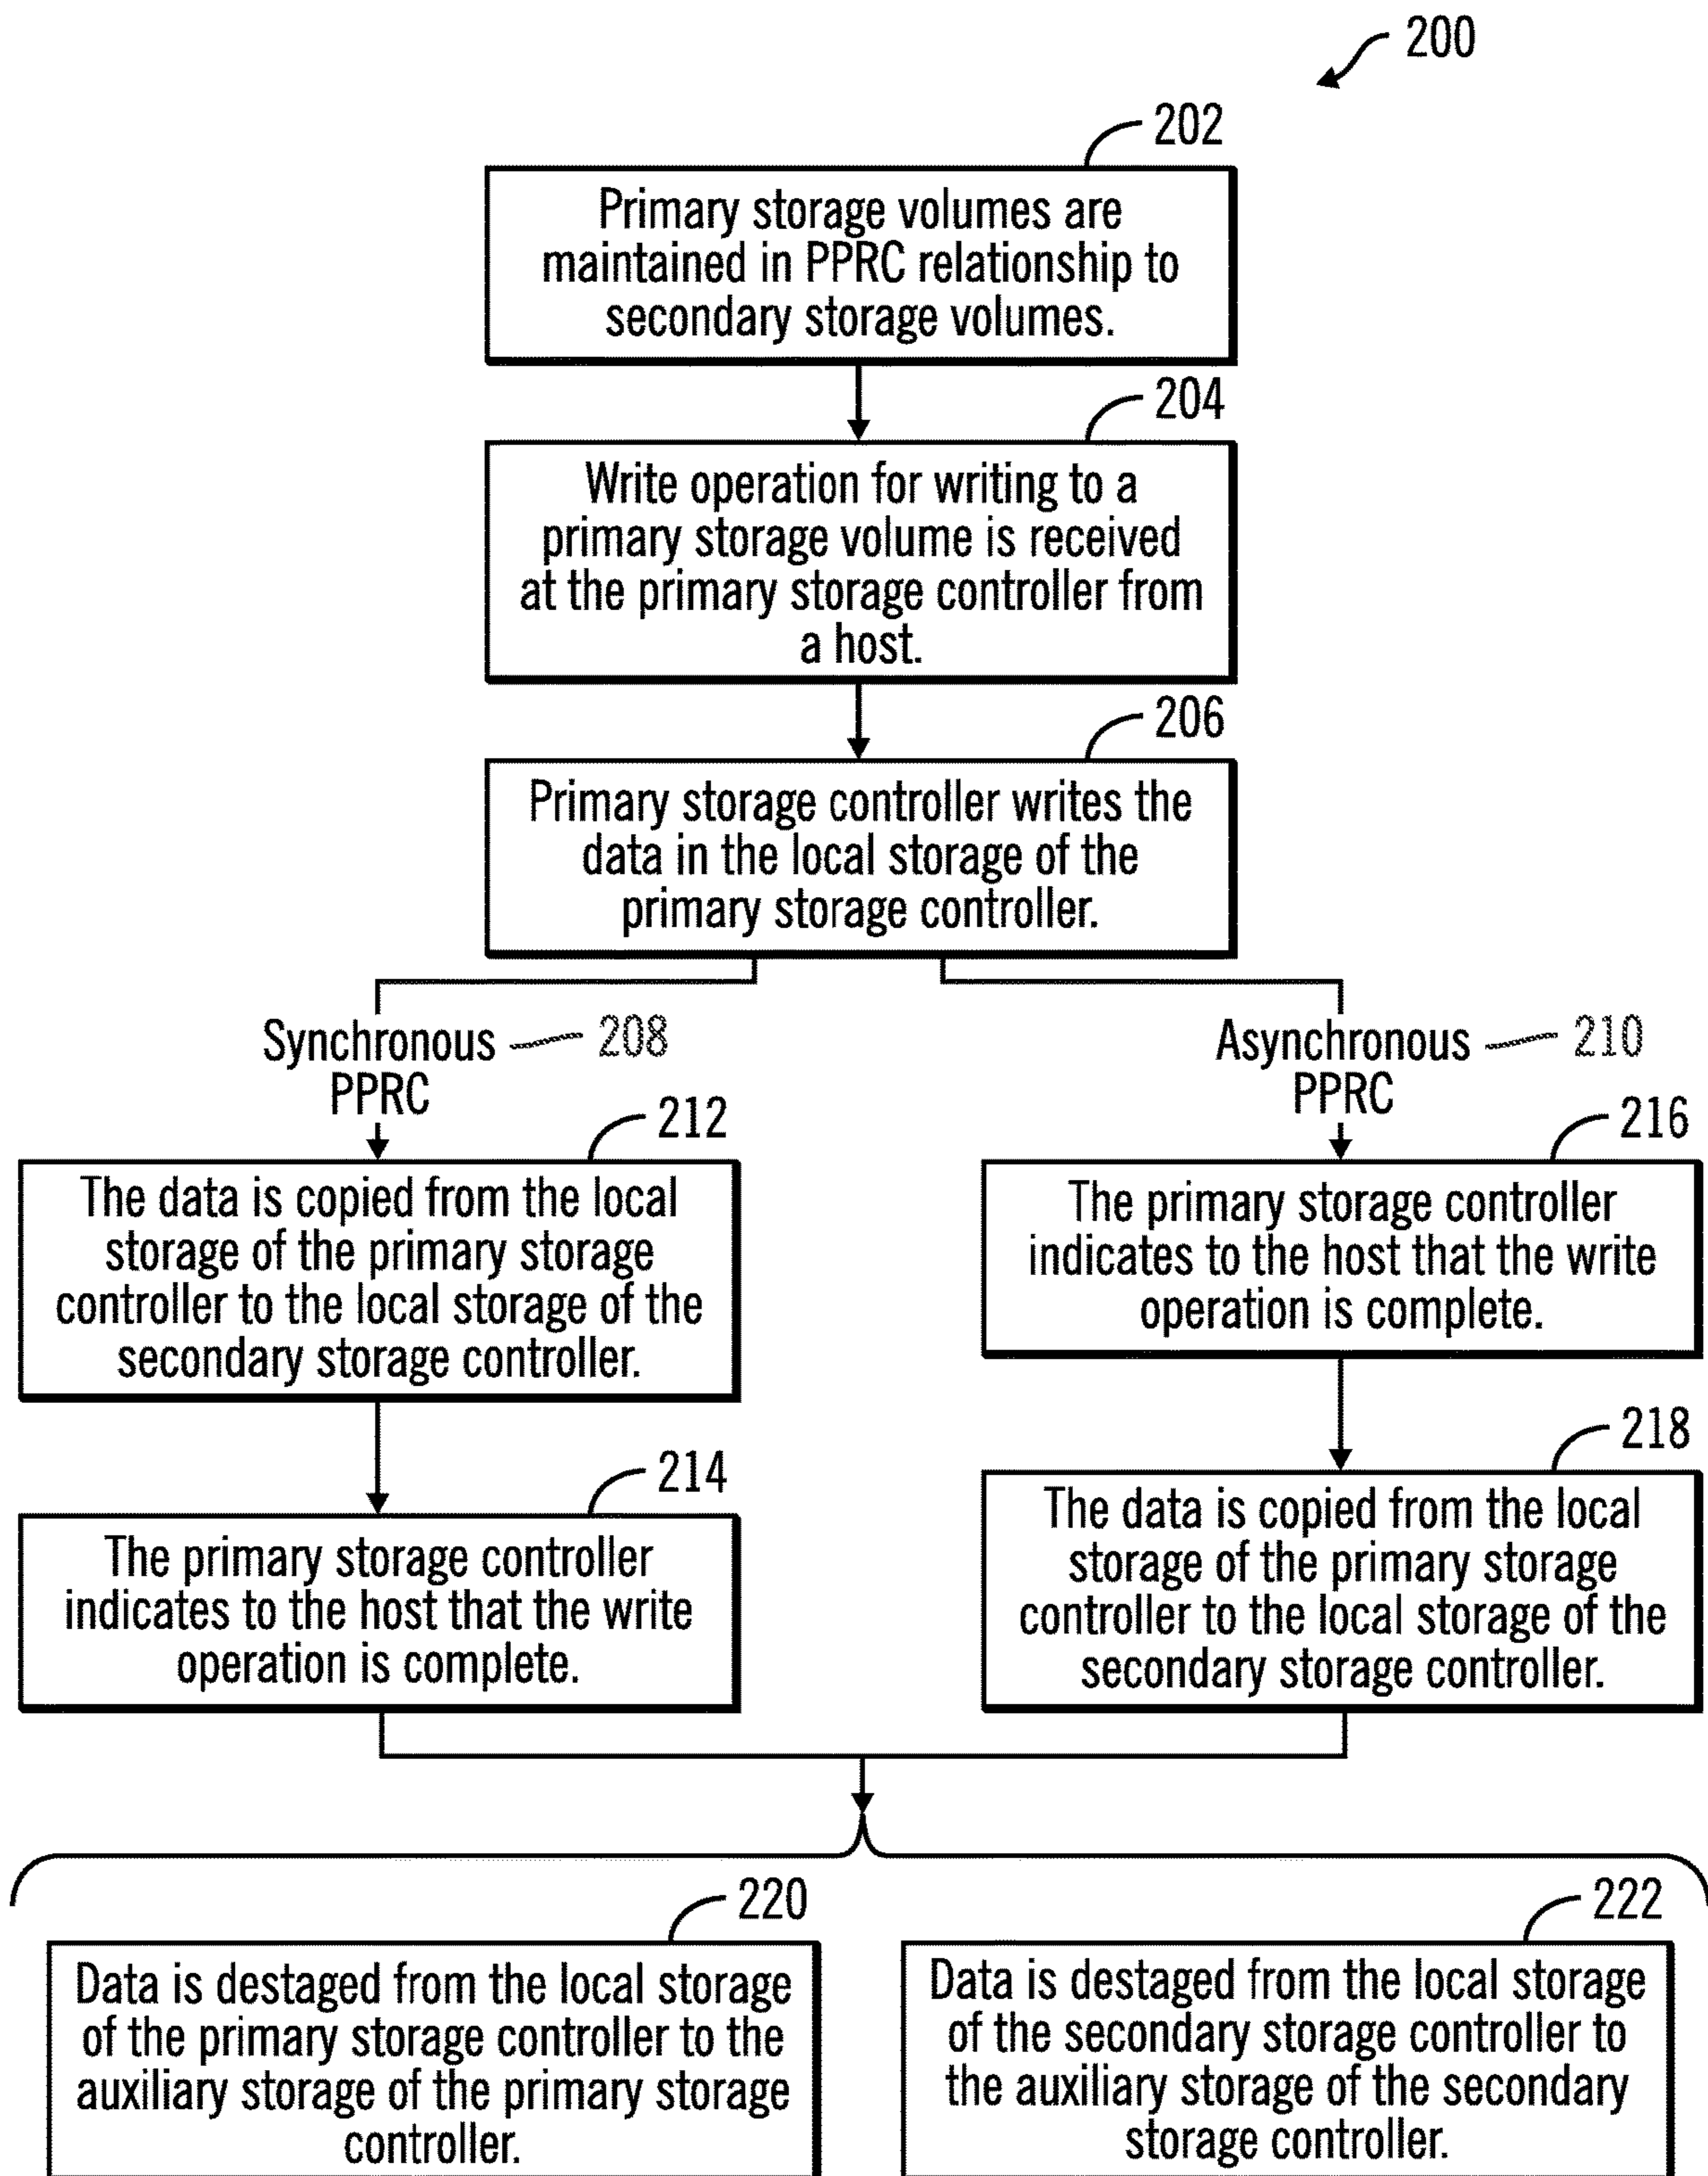 200
202
Primary storage volumes are
maintained in PPRC relationship to
secondary storage volumes.
204
Write operation for writing to a
primary storage volume is received
at the primary storage controller from
a host.
206
Primary storage controller writes the
data in the local storage of the
primary storage controller.
Synchronous 208
PPRC
Asynchronous 210
PPRC
212
The data is copied from the local
storage of the primary storage
controller to the local storage of the
secondary storage controller.
214
The primary storage controller
indicates to the host that the write
operation is complete.
216
The primary storage controller
indicates to the host that the write
operation is complete.
218
The data is copied from the local
storage of the primary storage
controller to the local storage of the
secondary storage controller.
220
Data is destaged from the local storage
of the primary storage controller to the
auxiliary storage of the primary storage
controller.
222
Data is destaged from the local storage
of the secondary storage controller to
the auxiliary storage of the secondary
storage controller.